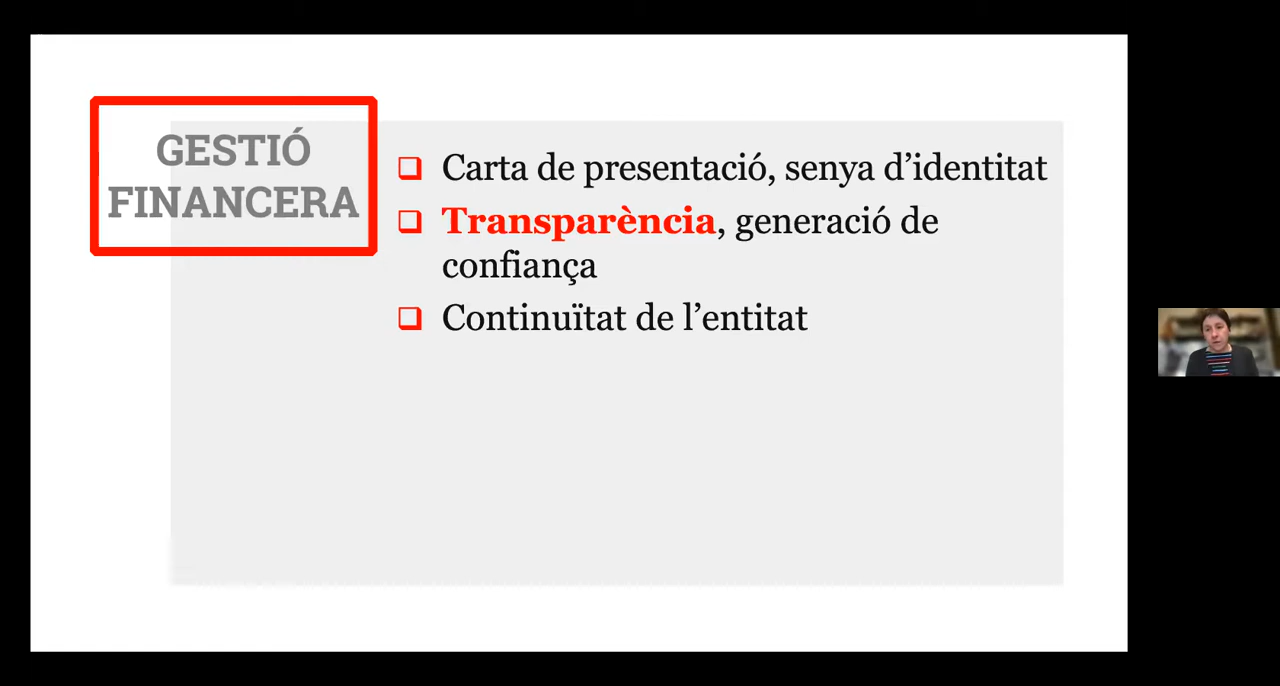 GESTIÓ
FINANCERA
Carta de presentació, senya d’identitat
Transparència, generació de
confiança
Continuïtat de l’entitat